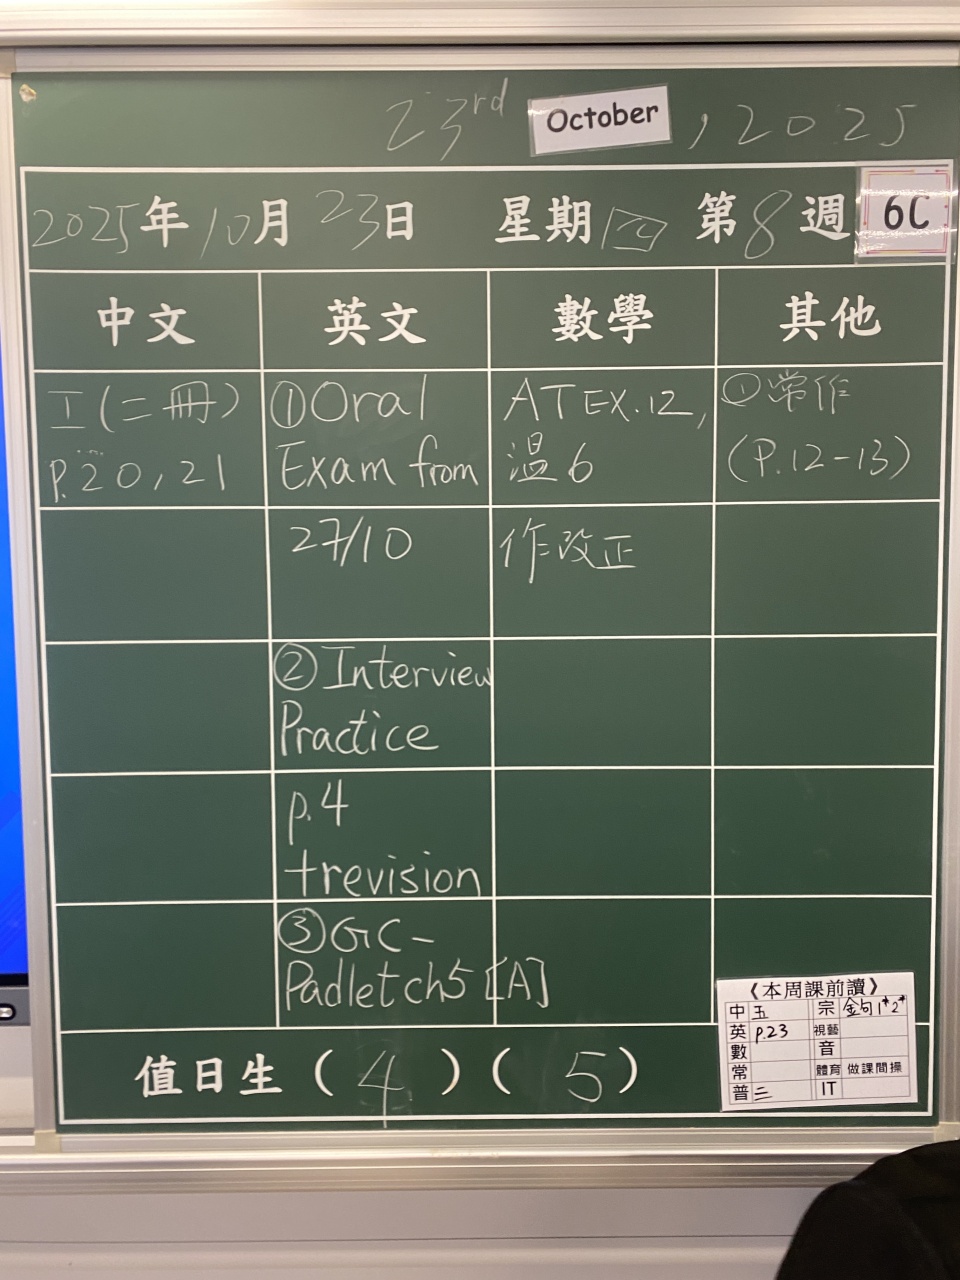 23rd October, 2025
2025年10月23日 星期四 第8週 6C
中文 英文 數學 其他
工(二冊)
p.20,21
①Oral
Exam from
27/10
②Interview
Practice
p.4
+revision
③GC-
Padlet ch5 [A]
AT EX.12,
溫6
作改正
①常作
(P.12-13)
《本周課前讀》
中 五 宗 金句1*2*
英 p.23 視藝
數 音
常 體育 做課間操
普 二 IT
值日生(4)(5)